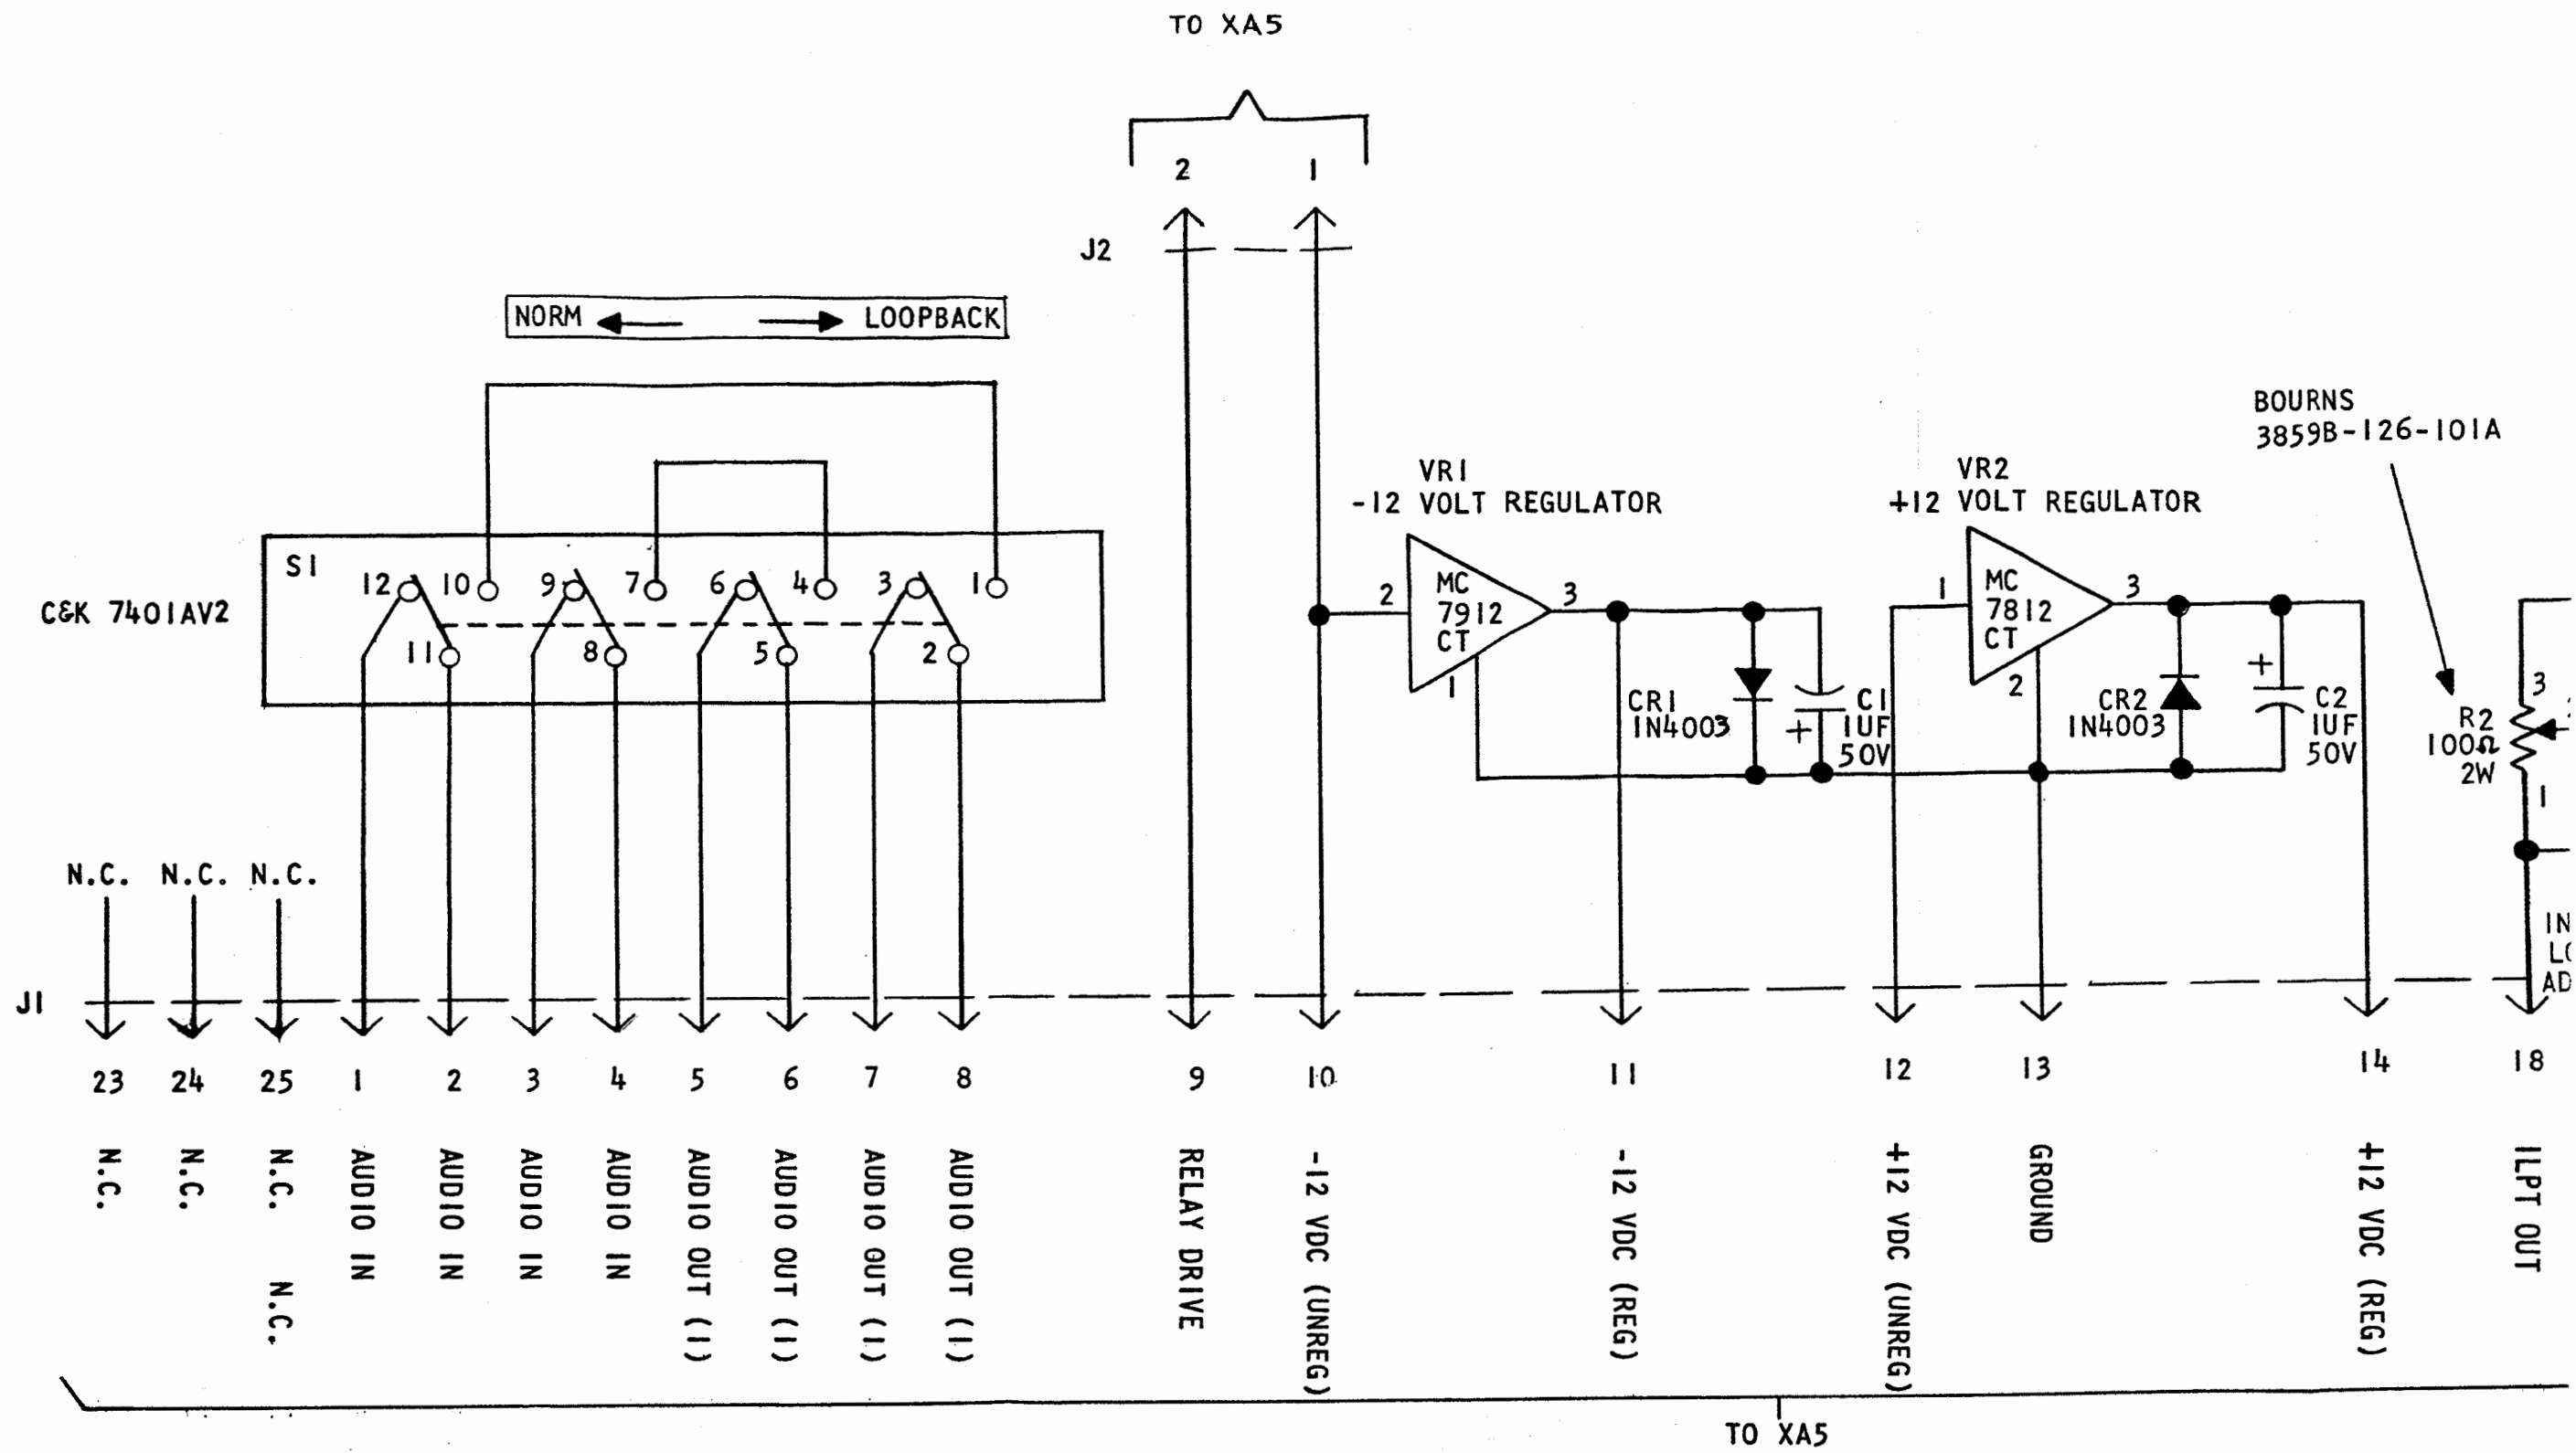 TO XA5
2 1
J2
NORM LOOPBACK
BOURNS
3859B-126-101A
VR1
-12 VOLT REGULATOR
VR2
+12 VOLT REGULATOR
S1
12 10 9 7 6 4 3 1
C&K 7401AV2
11 8 5 2
2
MC
7912
CT
3
1
1
MC
7812
CT
3
2
CR1
1N4003
+
C1
1UF
50V
CR2
1N4003
+
C2
1UF
50V
3
R2
100Ω
2W
1
N.C. N.C. N.C.
J1
23 24 25 1 2 3 4 5 6 7 8 9 10 11 12 13 14 18
N.C.
N.C.
N.C. N.C.
AUDIO IN
AUDIO IN
AUDIO IN
AUDIO IN
AUDIO OUT (1)
AUDIO OUT (1)
AUDIO OUT (1)
AUDIO OUT (1)
RELAY DRIVE
-12 VDC (UNREG)
-12 VDC (REG)
+12 VDC (UNREG)
GROUND
+12 VDC (REG)
ILPT OUT
TO XA5